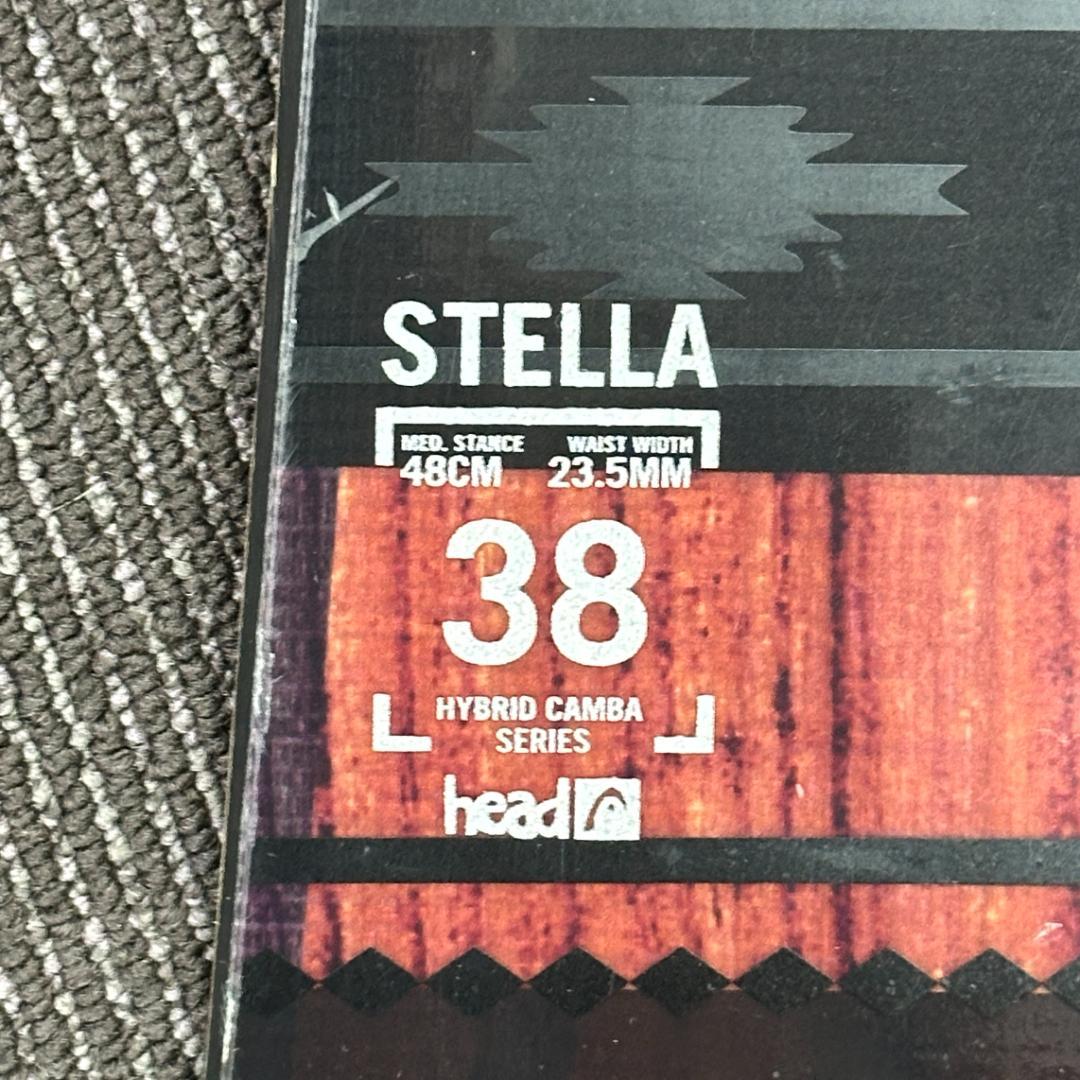 STELLA
MED. STANCE WAIST WIDTH
48CM 23.5MM
38
HYBRID CAMBA
SERIES
head